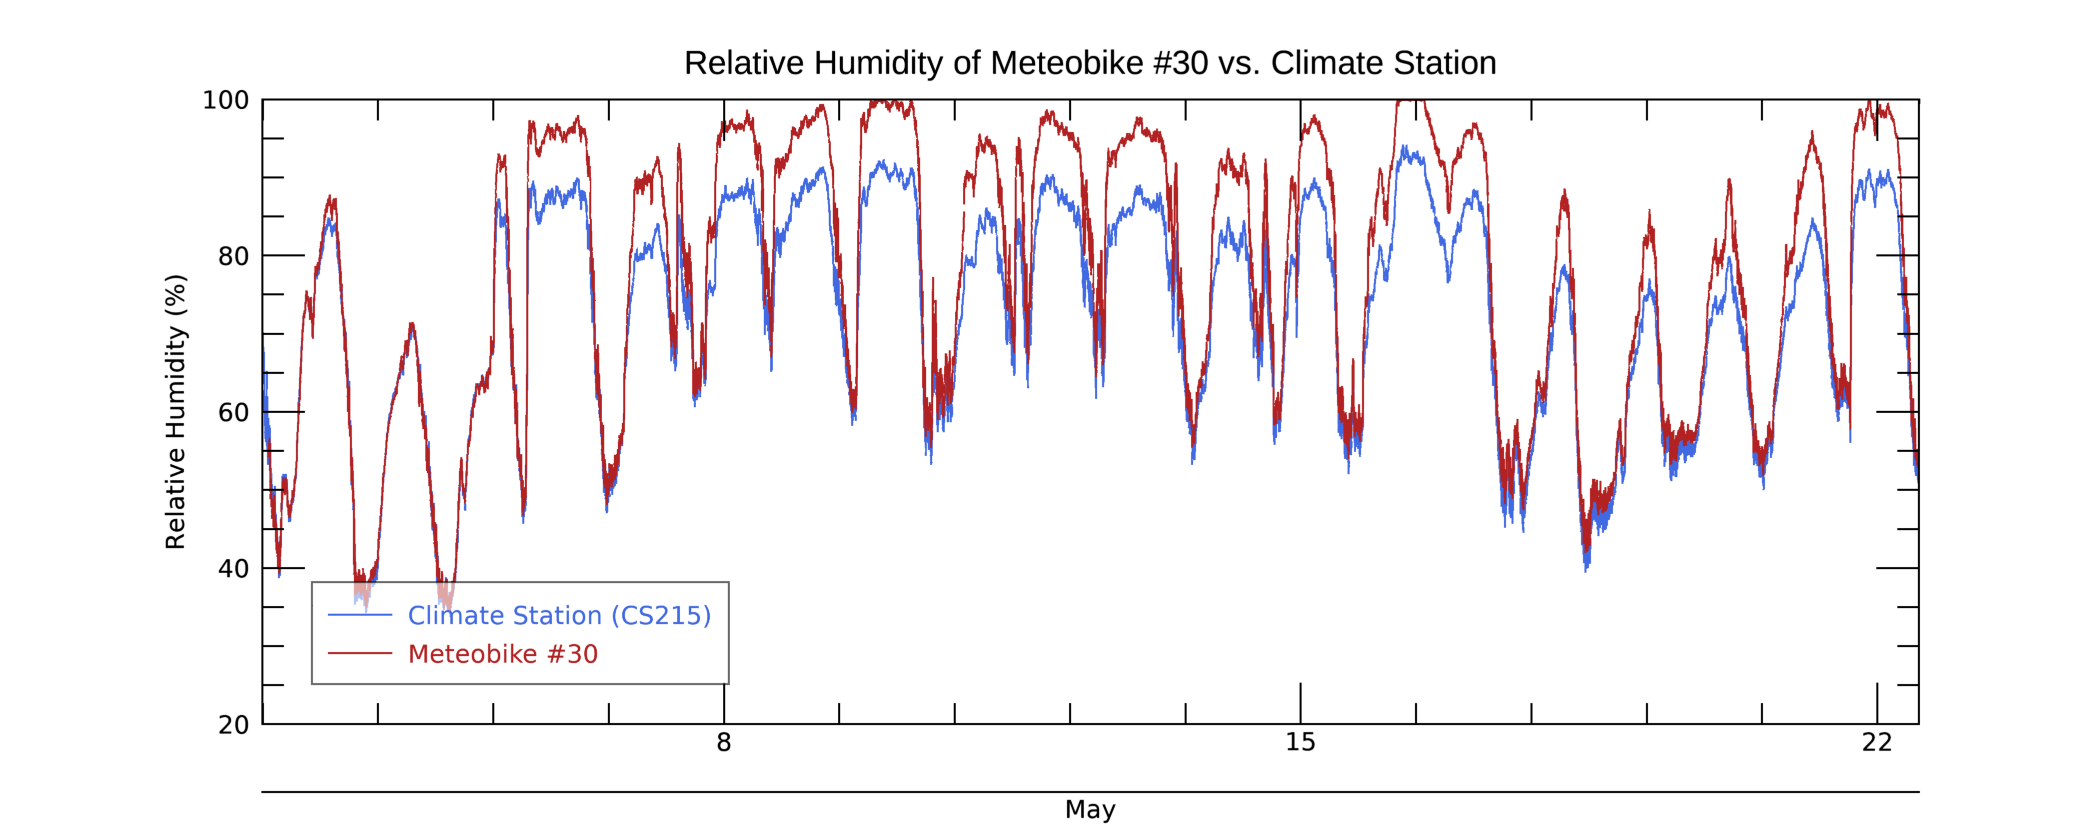 Relative Humidity of Meteobike #30 vs. Climate Station
Relative Humidity (%)
100
80
60
40
20
Climate Station (CS215)
Meteobike #30
8
15
22
May